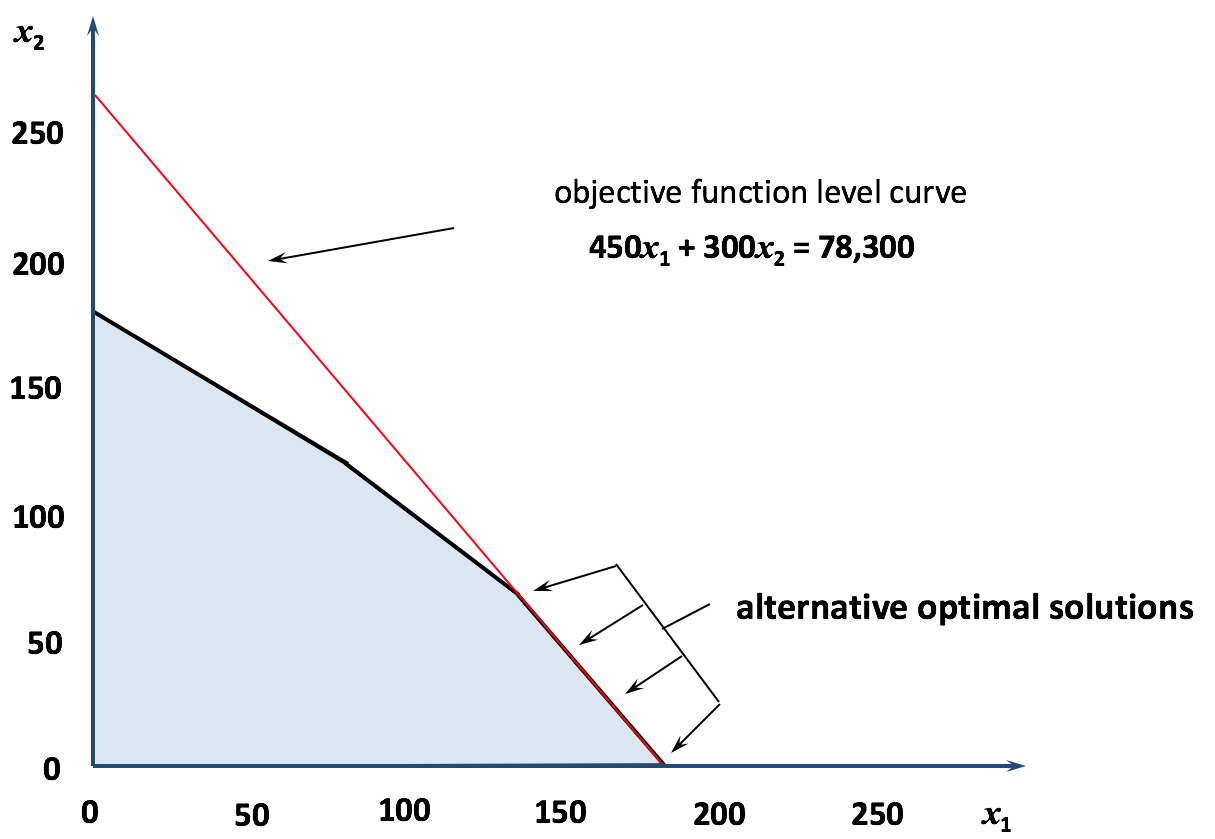 x₂
250
objective function level curve
450x₁ + 300x₂ = 78,300
200
150
100
alternative optimal solutions
50
0
0 50 100 150 200 250 x₁